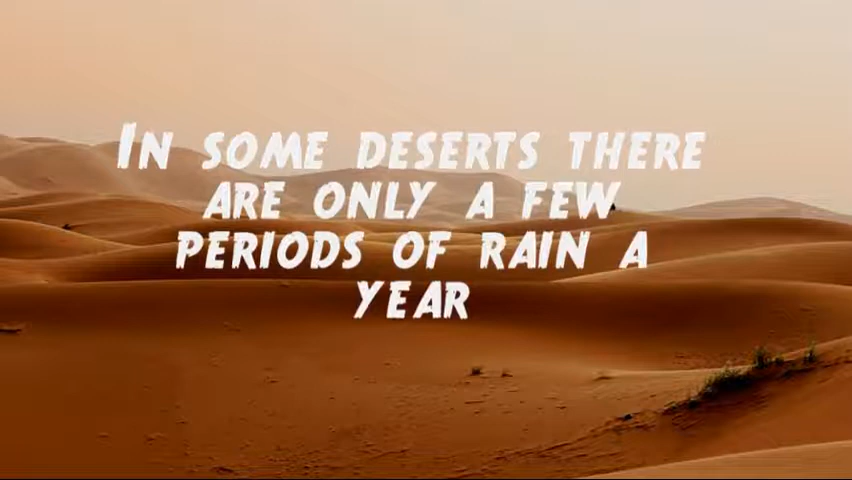 In some deserts there
are only a few
periods of rain a
year